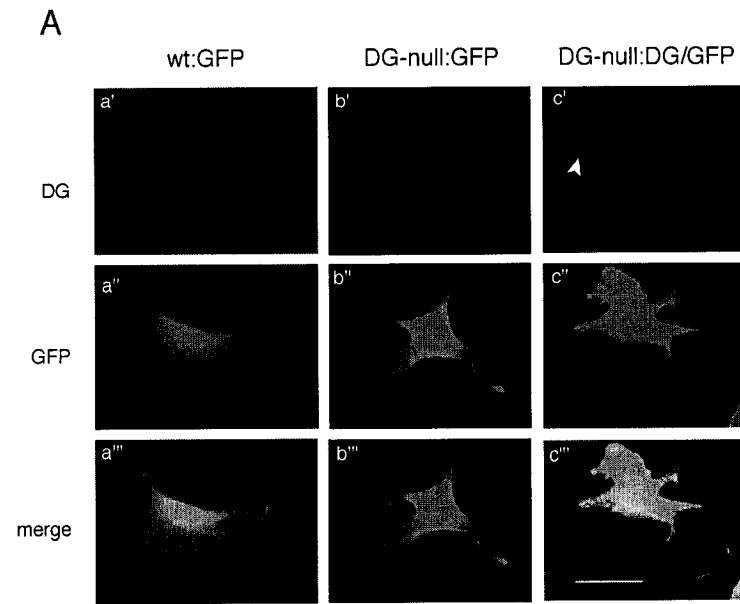 A
wt:GFP DG-null:GFP DG-null:DG/GFP
DG a' b' c'
GFP a'' b'' c''
merge a''' b''' c'''